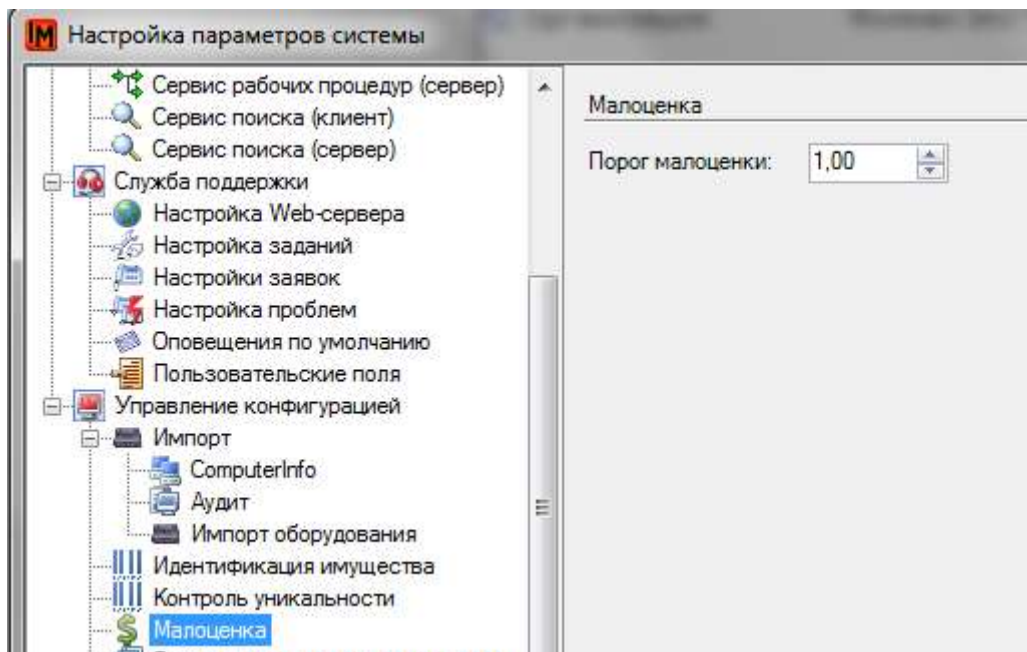 IM Настройка параметров системы
Сервис рабочих процедур (сервер)
Сервис поиска (клиент)
Сервис поиска (сервер)
Служба поддержки
Настройка Web-сервера
Настройка заданий
Настройки заявок
Настройка проблем
Оповещения по умолчанию
Пользовательские поля
Управление конфигурацией
Импорт
ComputerInfo
Аудит
Импорт оборудования
Идентификация имущества
Контроль уникальности
Малоценка
Малоценка
Порог малоценки: 1,00